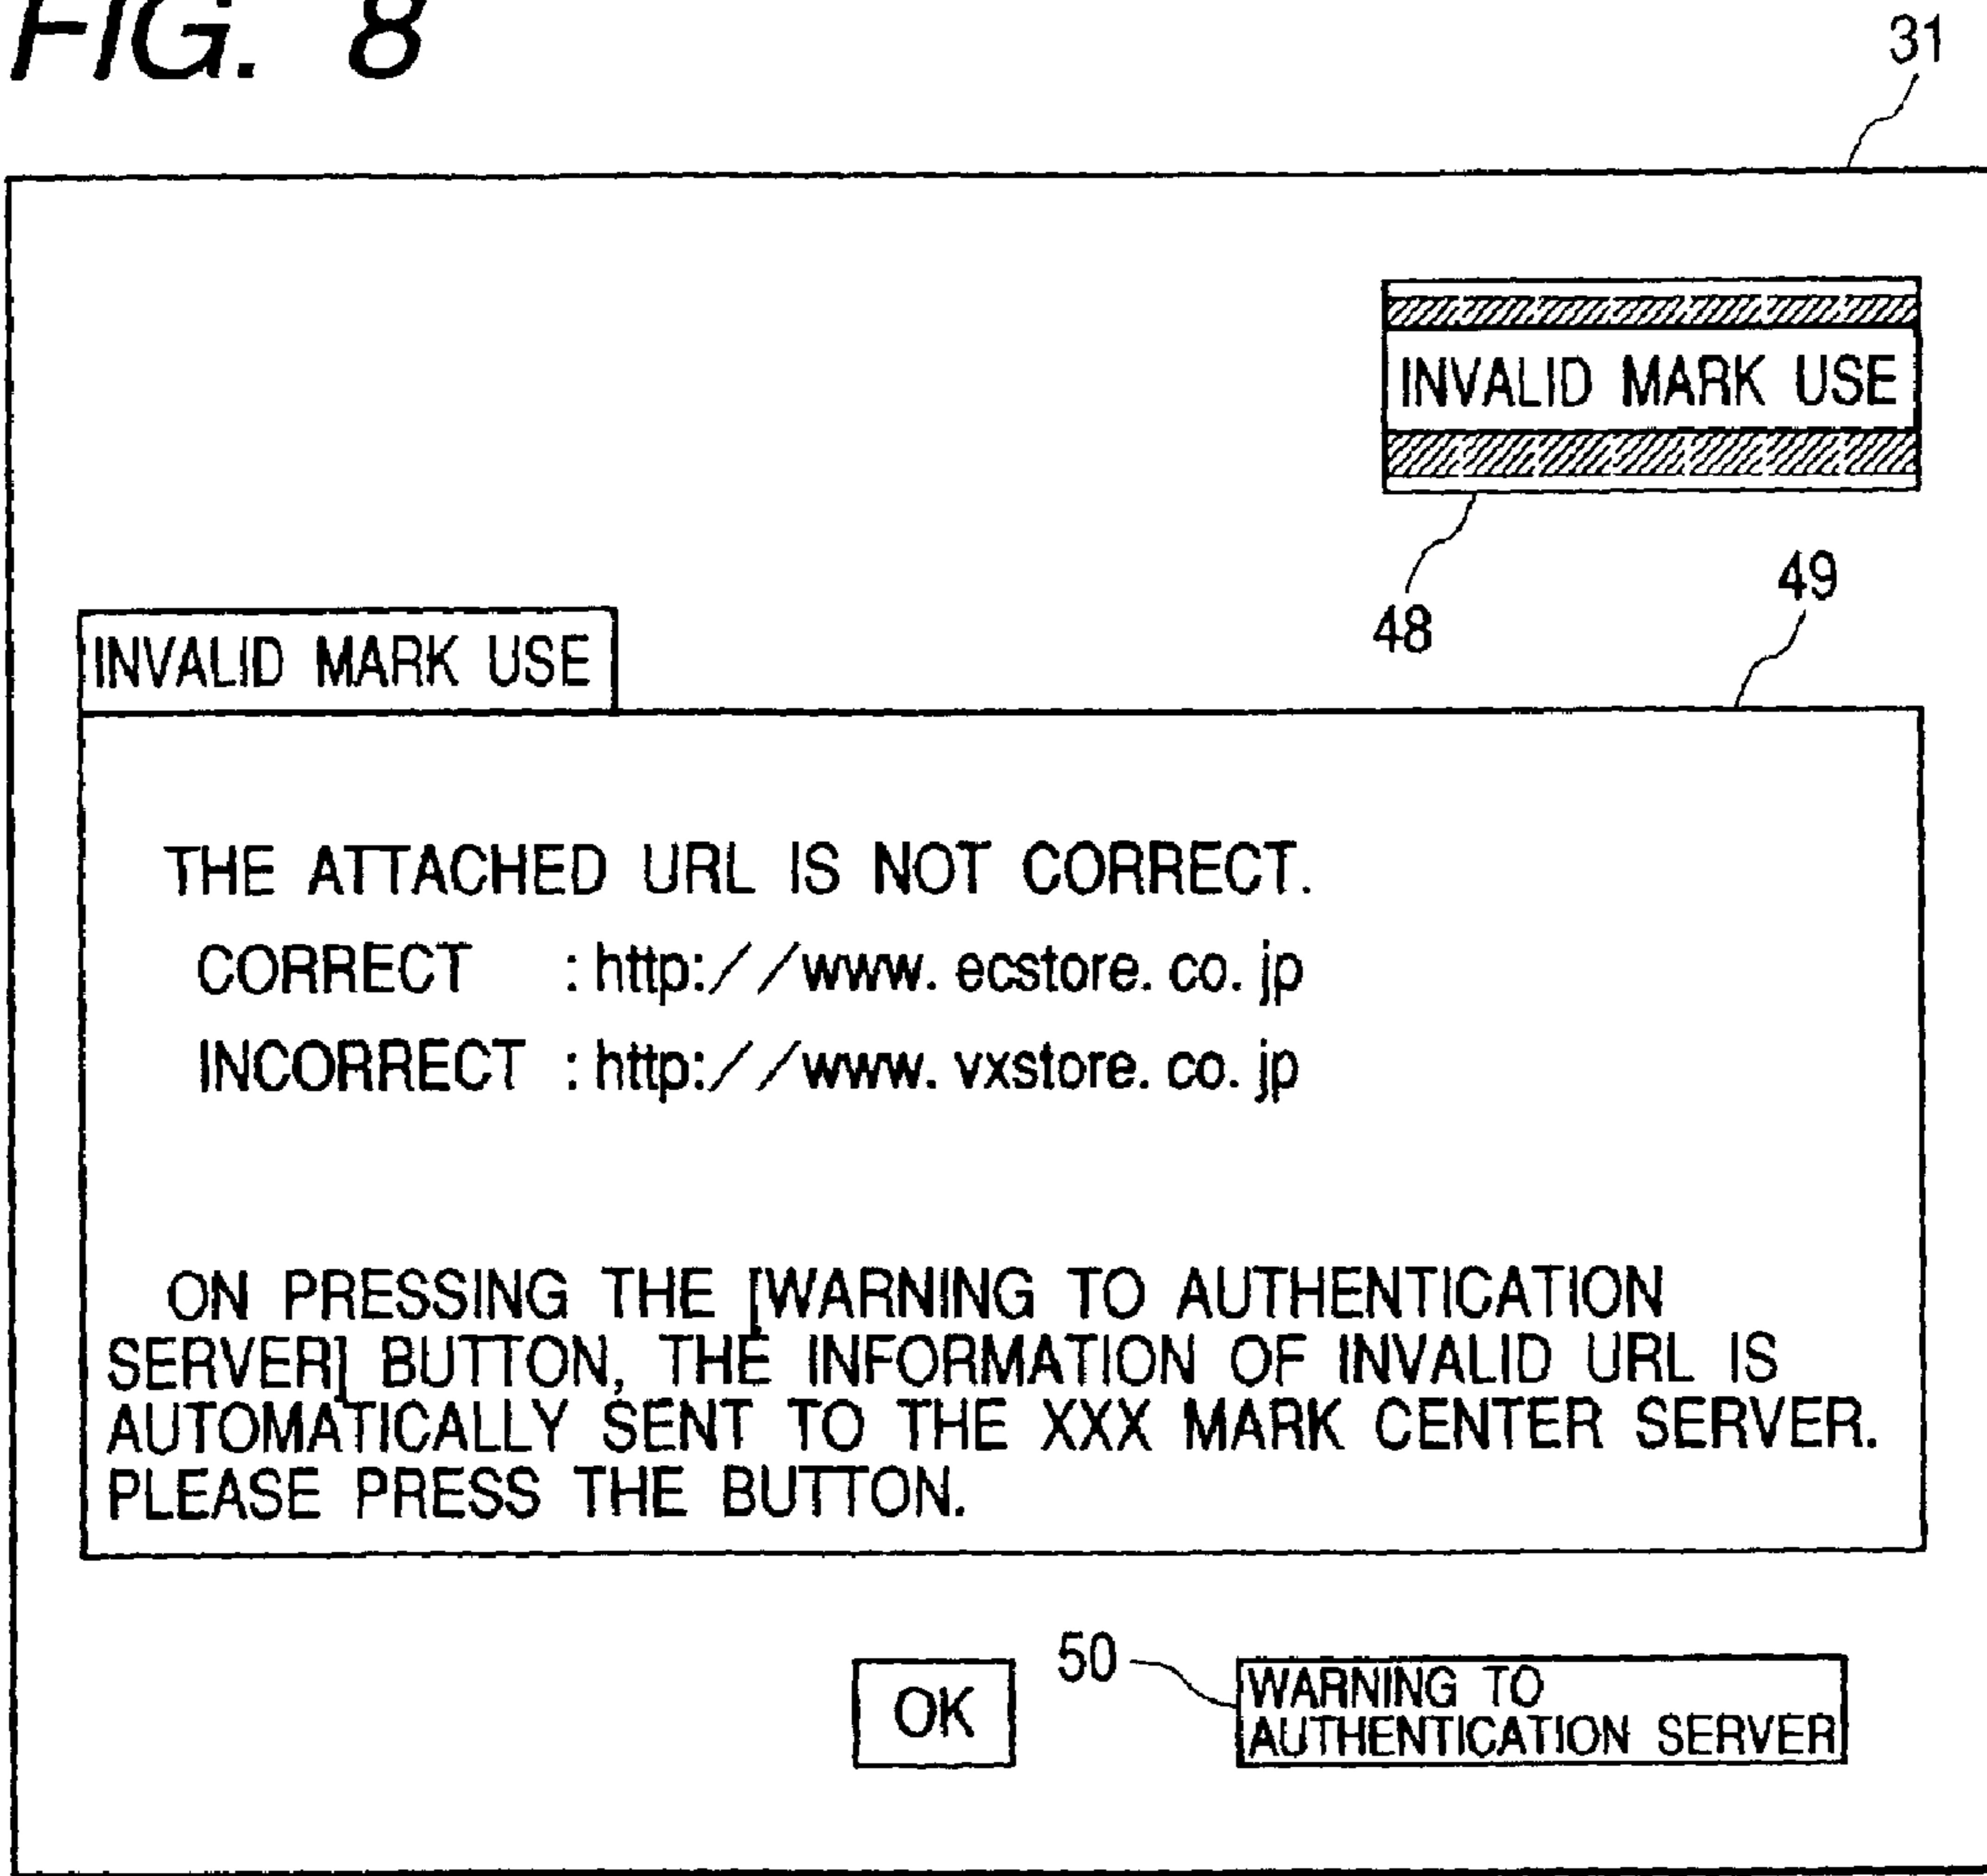 FIG. 8
31
INVALID MARK USE
48
49
INVALID MARK USE
THE ATTACHED URL IS NOT CORRECT.
CORRECT : http://www.ecstore.co.jp
INCORRECT : http://www.vxstore.co.jp
ON PRESSING THE [WARNING TO AUTHENTICATION
SERVER] BUTTON, THE INFORMATION OF INVALID URL IS
AUTOMATICALLY SENT TO THE XXX MARK CENTER SERVER.
PLEASE PRESS THE BUTTON.
OK
50
WARNING TO
AUTHENTICATION SERVER